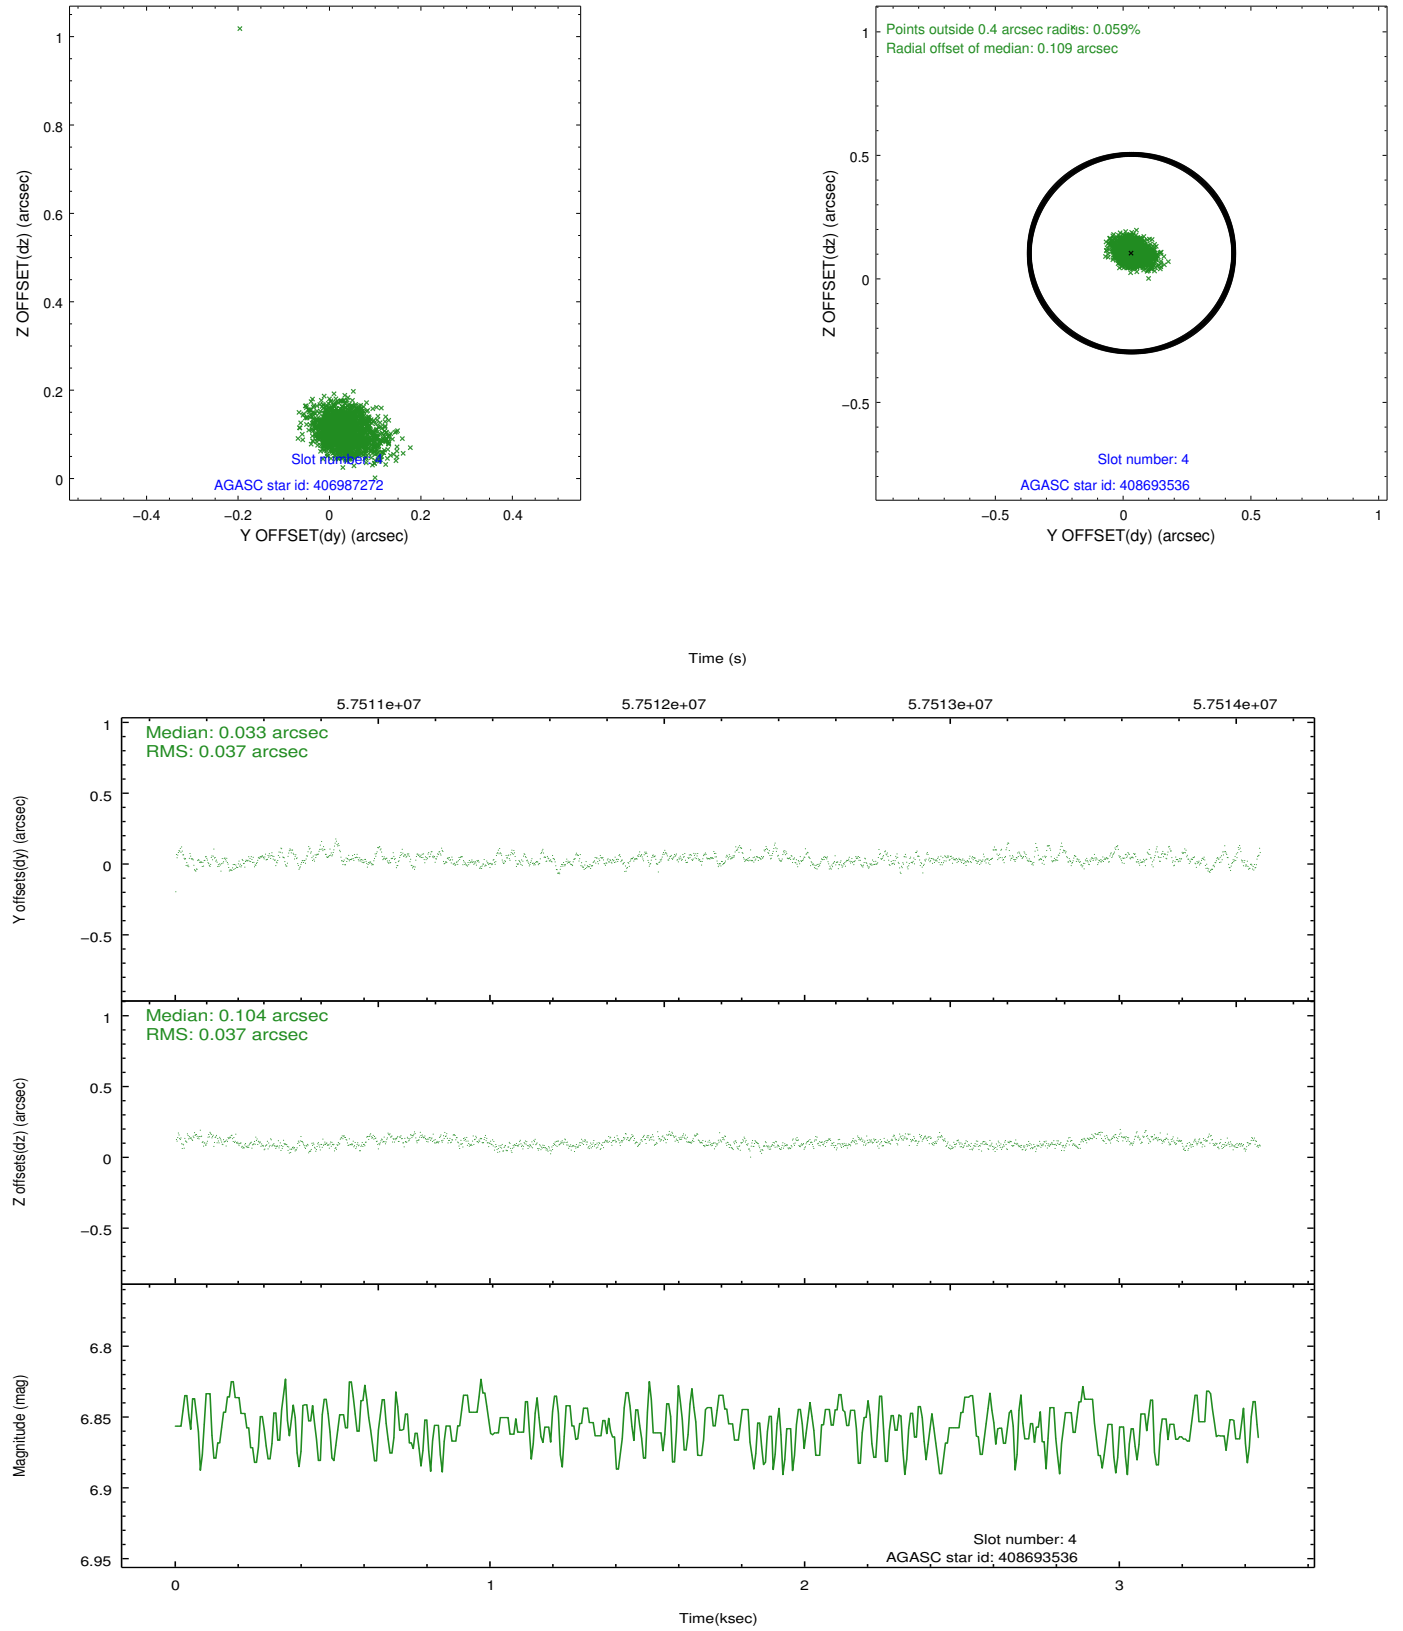 1
0.8
0.6
0.4
0.2
0
Z OFFSET(dz) (arcsec)
Slot number: 4
AGASC star id: 406987272
−0.4 −0.2 0 0.2 0.4
Y OFFSET(dy) (arcsec)
Points outside 0.4 arcsec radius: 0.059%
Radial offset of median: 0.109 arcsec
1
0.5
0
−0.5
Z OFFSET(dz) (arcsec)
Slot number: 4
AGASC star id: 408693536
−0.5 0 0.5 1
Y OFFSET(dy) (arcsec)
Time (s)
5.7511e+07 5.7512e+07 5.7513e+07 5.7514e+07
Median: 0.033 arcsec
RMS: 0.037 arcsec
1
0.5
0
−0.5
Y offsets(dy) (arcsec)
Median: 0.104 arcsec
RMS: 0.037 arcsec
1
0.5
0
−0.5
Z offsets(dz) (arcsec)
6.8
6.85
6.9
6.95
Magnitude (mag)
Slot number: 4
AGASC star id: 408693536
0 1 2 3
Time(ksec)